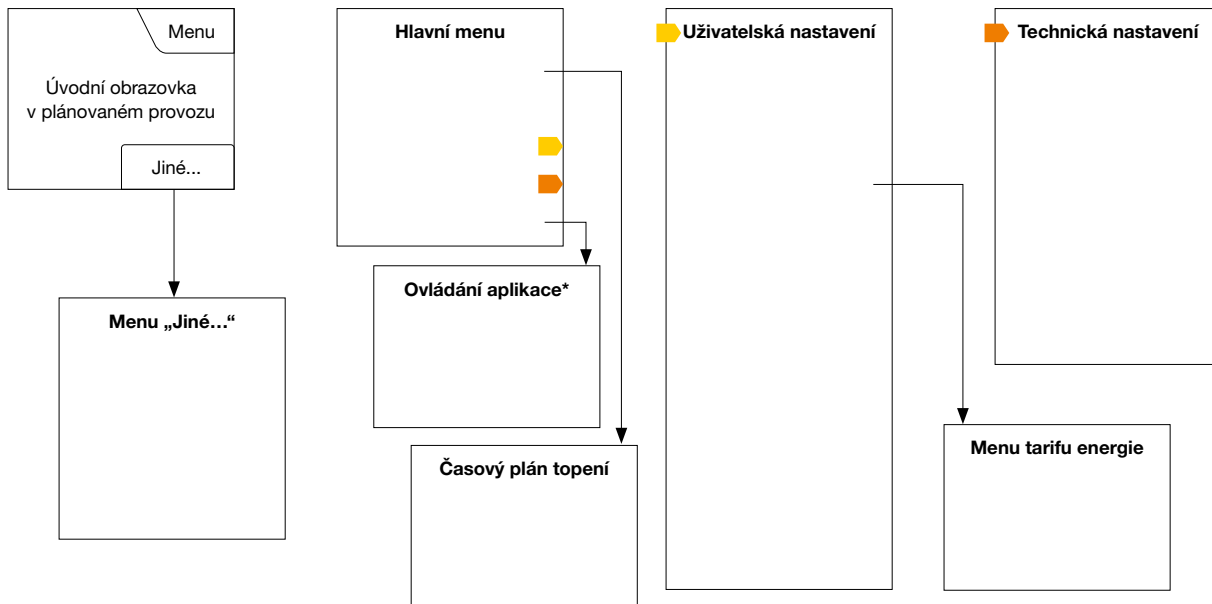 Menu
Úvodní obrazovka
v plánovaném provozu
Jiné...
Menu „Jiné…“
Hlavní menu
Ovládání aplikace*
Časový plán topení
Uživatelská nastavení
Menu tarifu energie
Technická nastavení